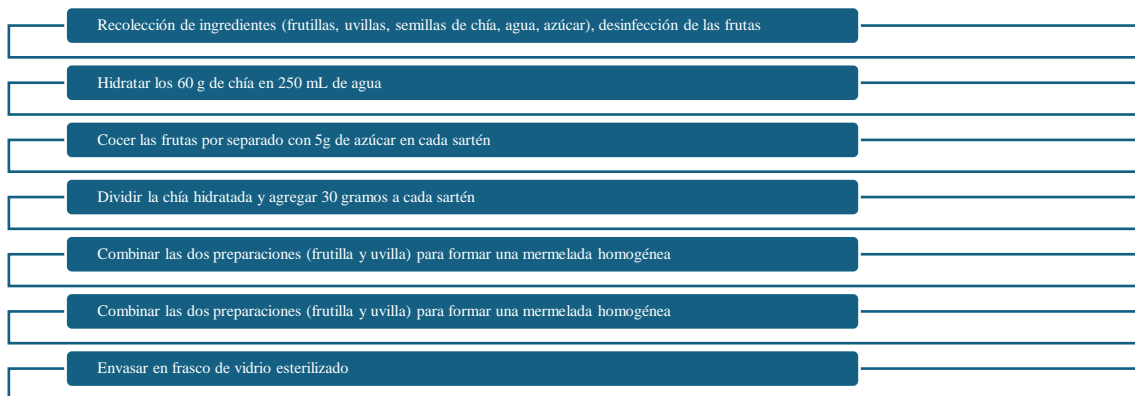 Recolección de ingredientes (frutillas, uvillas, semillas de chía, agua, azúcar), desinfección de las frutas
Hidratar los 60 g de chía en 250 mL de agua
Cocer las frutas por separado con 5g de azúcar en cada sartén
Dividir la chía hidratada y agregar 30 gramos a cada sartén
Combinar las dos preparaciones (frutilla y uvilla) para formar una mermelada homogénea
Combinar las dos preparaciones (frutilla y uvilla) para formar una mermelada homogénea
Envasar en frasco de vidrio esterilizado